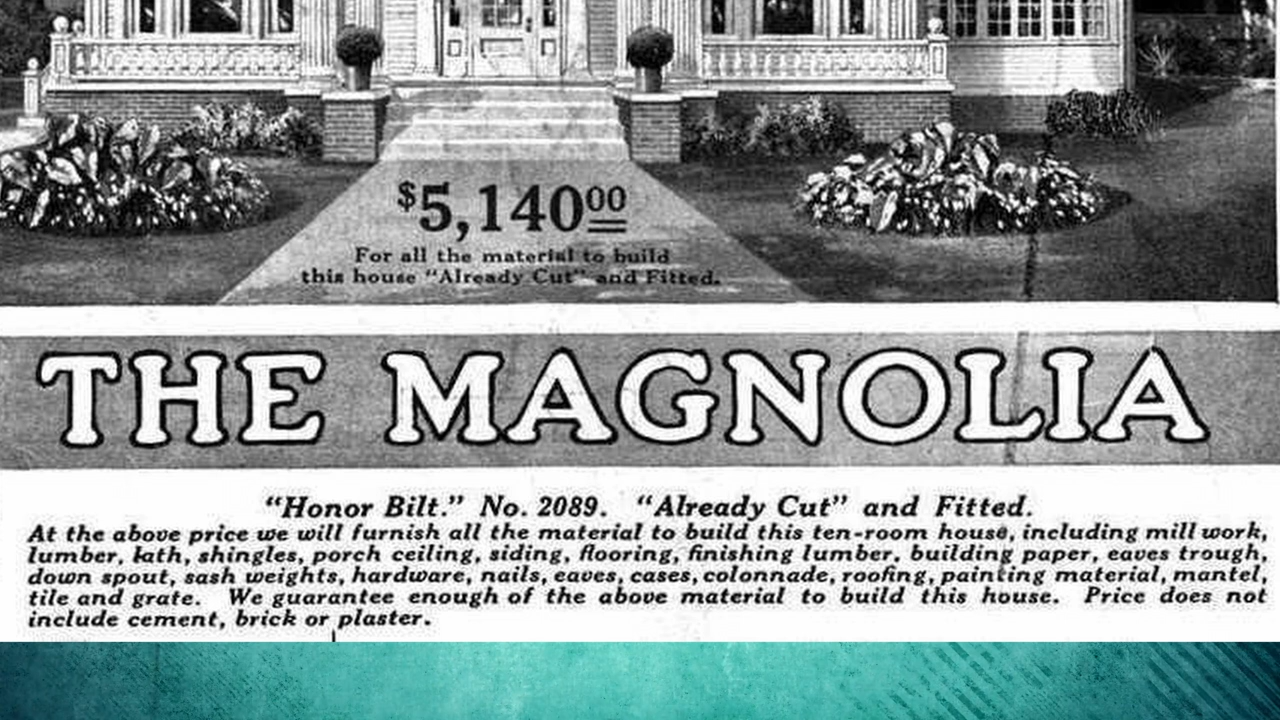 $5,140.00
For all the material to build
this house "Already Cut" and Fitted.
THE MAGNOLIA
"Honor Bilt." No. 2089. "Already Cut" and Fitted.
At the above price we will furnish all the material to build this ten-room house, including mill work,
lumber, lath, shingles, porch ceiling, siding, flooring, finishing lumber, building paper, eaves trough,
down spout, sash weights, hardware, nails, eaves, cases, colonnade, roofing, painting material, mantel,
tile and grate. We guarantee enough of the above material to build this house. Price does not
include cement, brick or plaster.